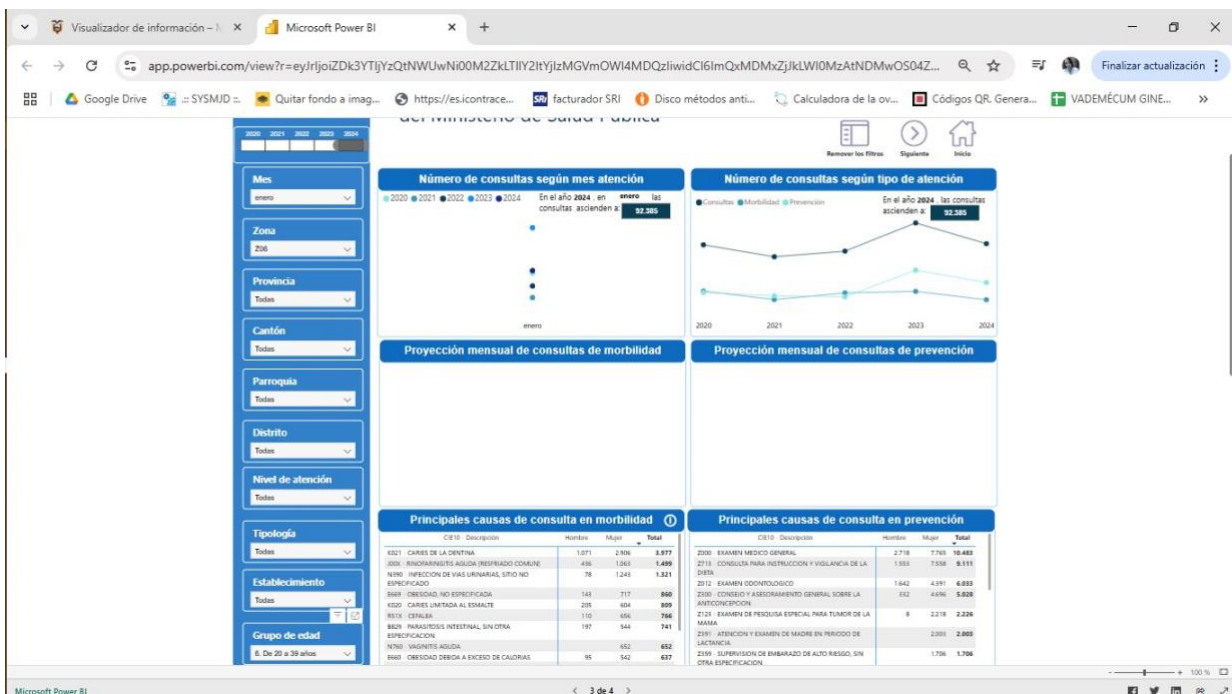 Visualizador de información –
Microsoft Power BI
app.powerbi.com/view?r=
Finalizar actualización
Google Drive
.:: SYSMJD ::.
Quitar fondo a imag...
https://es.icontrace...
SRi facturador SRI
Disco métodos anti...
Calculadora de la ov...
Códigos QR. Genera...
VADEMÉCUM GINE...
del Ministerio de Salud Pública
2020 2021 2022 2023 2024
Remover los filtros
Siguiente
Inicio
Mes
enero
Zona
Z06
Provincia
Todas
Cantón
Todas
Parroquia
Todas
Distrito
Todas
Nivel de atención
Todas
Tipología
Todas
Establecimiento
Todas
Grupo de edad
6. De 20 a 39 años
Número de consultas según mes atención
2020 2021 2022 2023 2024
En el año 2024 , en enero las
consultas ascienden a: 92.385
enero
Número de consultas según tipo de atención
Consultas Morbilidad Prevención
En el año 2024 , las consultas
ascienden a: 92.385
2020 2021 2022 2023 2024
Proyección mensual de consultas de morbilidad
Proyección mensual de consultas de prevención
Principales causas de consulta en morbilidad
CIE10 - Descripción Hombre Mujer Total
K021 - CARIES DE LA DENTINA 1.071 2.906 3.977
J00X - RINOFARINGITIS AGUDA (RESFRIADO COMUN) 436 1.063 1.499
N390 - INFECCION DE VIAS URINARIAS, SITIO NO 78 1.243 1.321
ESPECIFICADO
E669 - OBESIDAD, NO ESPECIFICADA 143 717 860
K020 - CARIES LIMITADA AL ESMALTE 205 604 809
R51X - CEFALEA 110 656 766
B829 - PARASITOSIS INTESTINAL, SIN OTRA 197 544 741
ESPECIFICACION
N760 - VAGINITIS AGUDA 652 652
E660 - OBESIDAD DEBIDA A EXCESO DE CALORIAS 95 542 637
Principales causas de consulta en prevención
CIE10 - Descripción Hombre Mujer Total
Z000 - EXAMEN MEDICO GENERAL 2.718 7.765 10.483
Z713 - CONSULTA PARA INSTRUCCION Y VIGILANCIA DE LA 1.553 7.558 9.111
DIETA
Z012 - EXAMEN ODONTOLOGICO 1.642 4.391 6.033
Z300 - CONSEJO Y ASESORAMIENTO GENERAL SOBRE LA 332 4.696 5.028
ANTICONCEPCION
Z123 - EXAMEN DE PESQUISA ESPECIAL PARA TUMOR DE LA 8 2.218 2.226
MAMA
Z391 - ATENCION Y EXAMEN DE MADRE EN PERIODO DE 2.003 2.003
LACTANCIA
Z359 - SUPERVISION DE EMBARAZO DE ALTO RIESGO, SIN 1.706 1.706
OTRA ESPECIFICACION
100 %
Microsoft Power BI
3 de 4